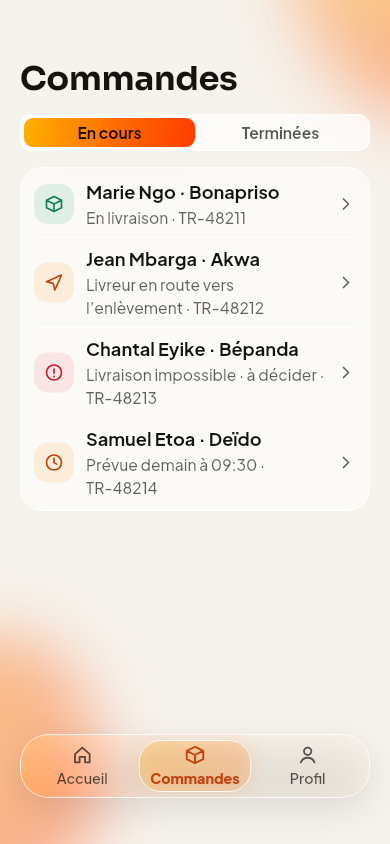 Commandes
En cours
Terminées
Marie Ngo · Bonapriso
En livraison · TR-48211
Jean Mbarga · Akwa
Livreur en route vers
l’enlèvement · TR-48212
Chantal Eyike · Bépanda
Livraison impossible · à décider ·
TR-48213
Samuel Etoa · Deïdo
Prévue demain à 09:30 ·
TR-48214
Accueil
Commandes
Profil